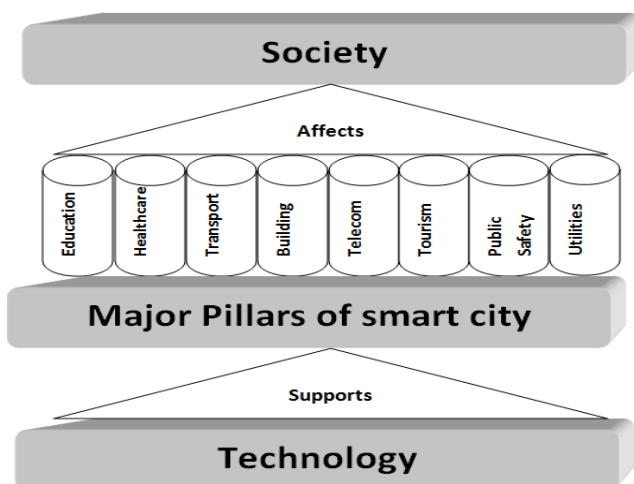 Society
Affects
Education
Healthcare
Transport
Building
Telecom
Tourism
Public
Safety
Utilities
Major Pillars of smart city
Supports
Technology